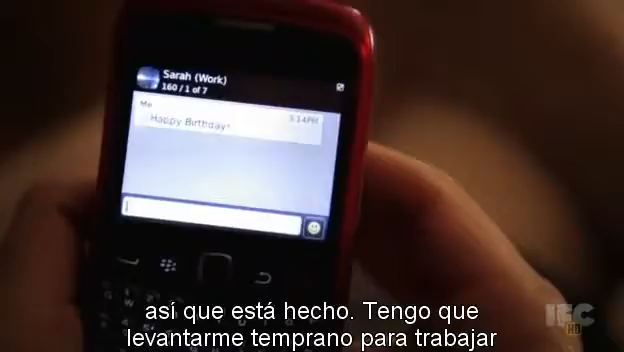 Sarah (Work)
160 / 1 of 7
Me
3:14PM
Happy Birthday!
así que está hecho. Tengo que
levantarme temprano para trabajar
IFC
HD